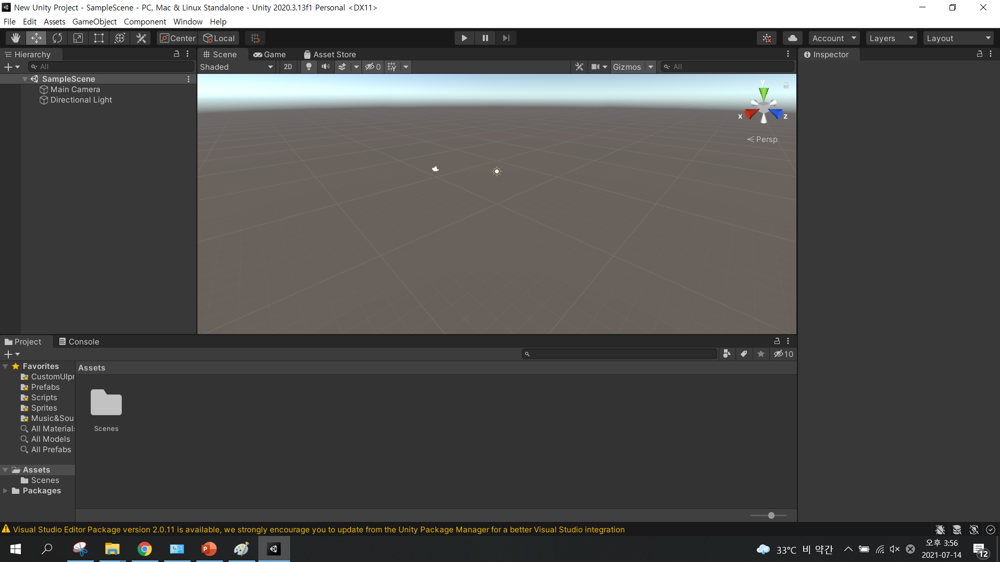 New Unity Project - SampleScene - PC, Mac & Linux Standalone - Unity 2020.3.13f1 Personal <DX11>
File Edit Assets GameObject Component Window Help
Center Local Account Layers Layout
Hierarchy
All
SampleScene
Main Camera
Directional Light
Scene Game Asset Store
Shaded 2D 0 Gizmos All
y
x z
Persp
Inspector
Project Console
10
Favorites
CustomUIpr
Prefabs
Scripts
Sprites
Music&Sou
All Materials
All Models
All Prefabs
Assets
Scenes
Packages
Assets
Scenes
Visual Studio Editor Package version 2.0.11 is available, we strongly encourage you to update from the Unity Package Manager for a better Visual Studio integration
33°C 비 약간
오후 3:56
2021-07-14
12